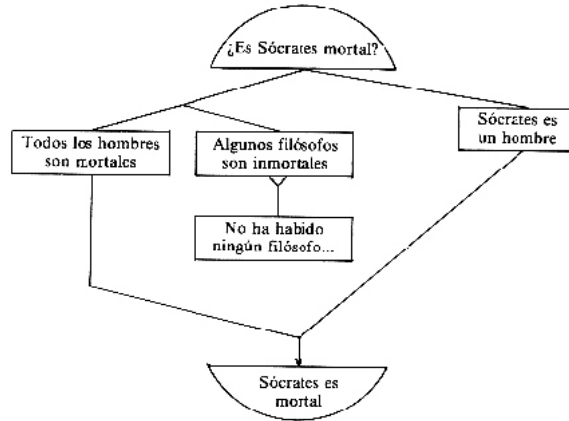 ¿Es Sócrates mortal?
Todos los hombres
son mortales
Algunos filósofos
son inmortales
Sócrates es
un hombre
No ha habido
ningún filósofo...
Sócrates es
mortal